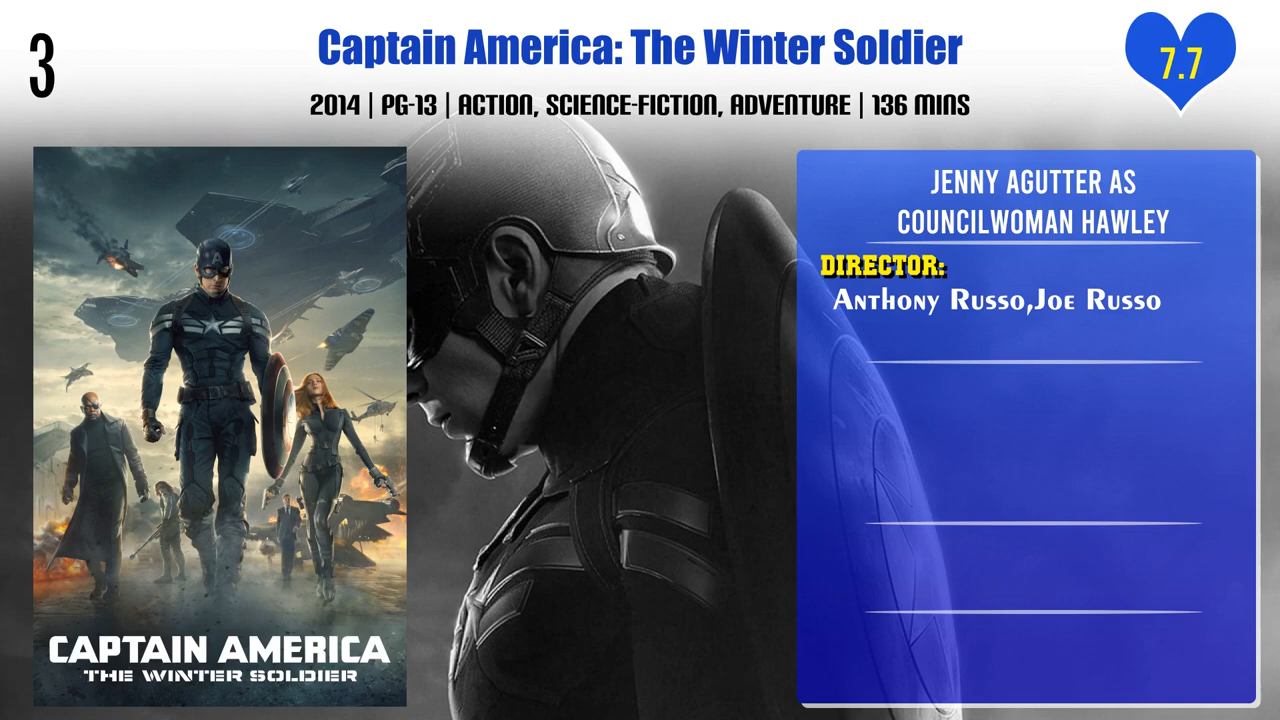 3
Captain America: The Winter Soldier
7.7
2014 | PG-13 | ACTION, SCIENCE-FICTION, ADVENTURE | 136 MINS
JENNY AGUTTER AS
COUNCILWOMAN HAWLEY
DIRECTOR:
Anthony Russo,Joe Russo
CAPTAIN AMERICA
THE WINTER SOLDIER